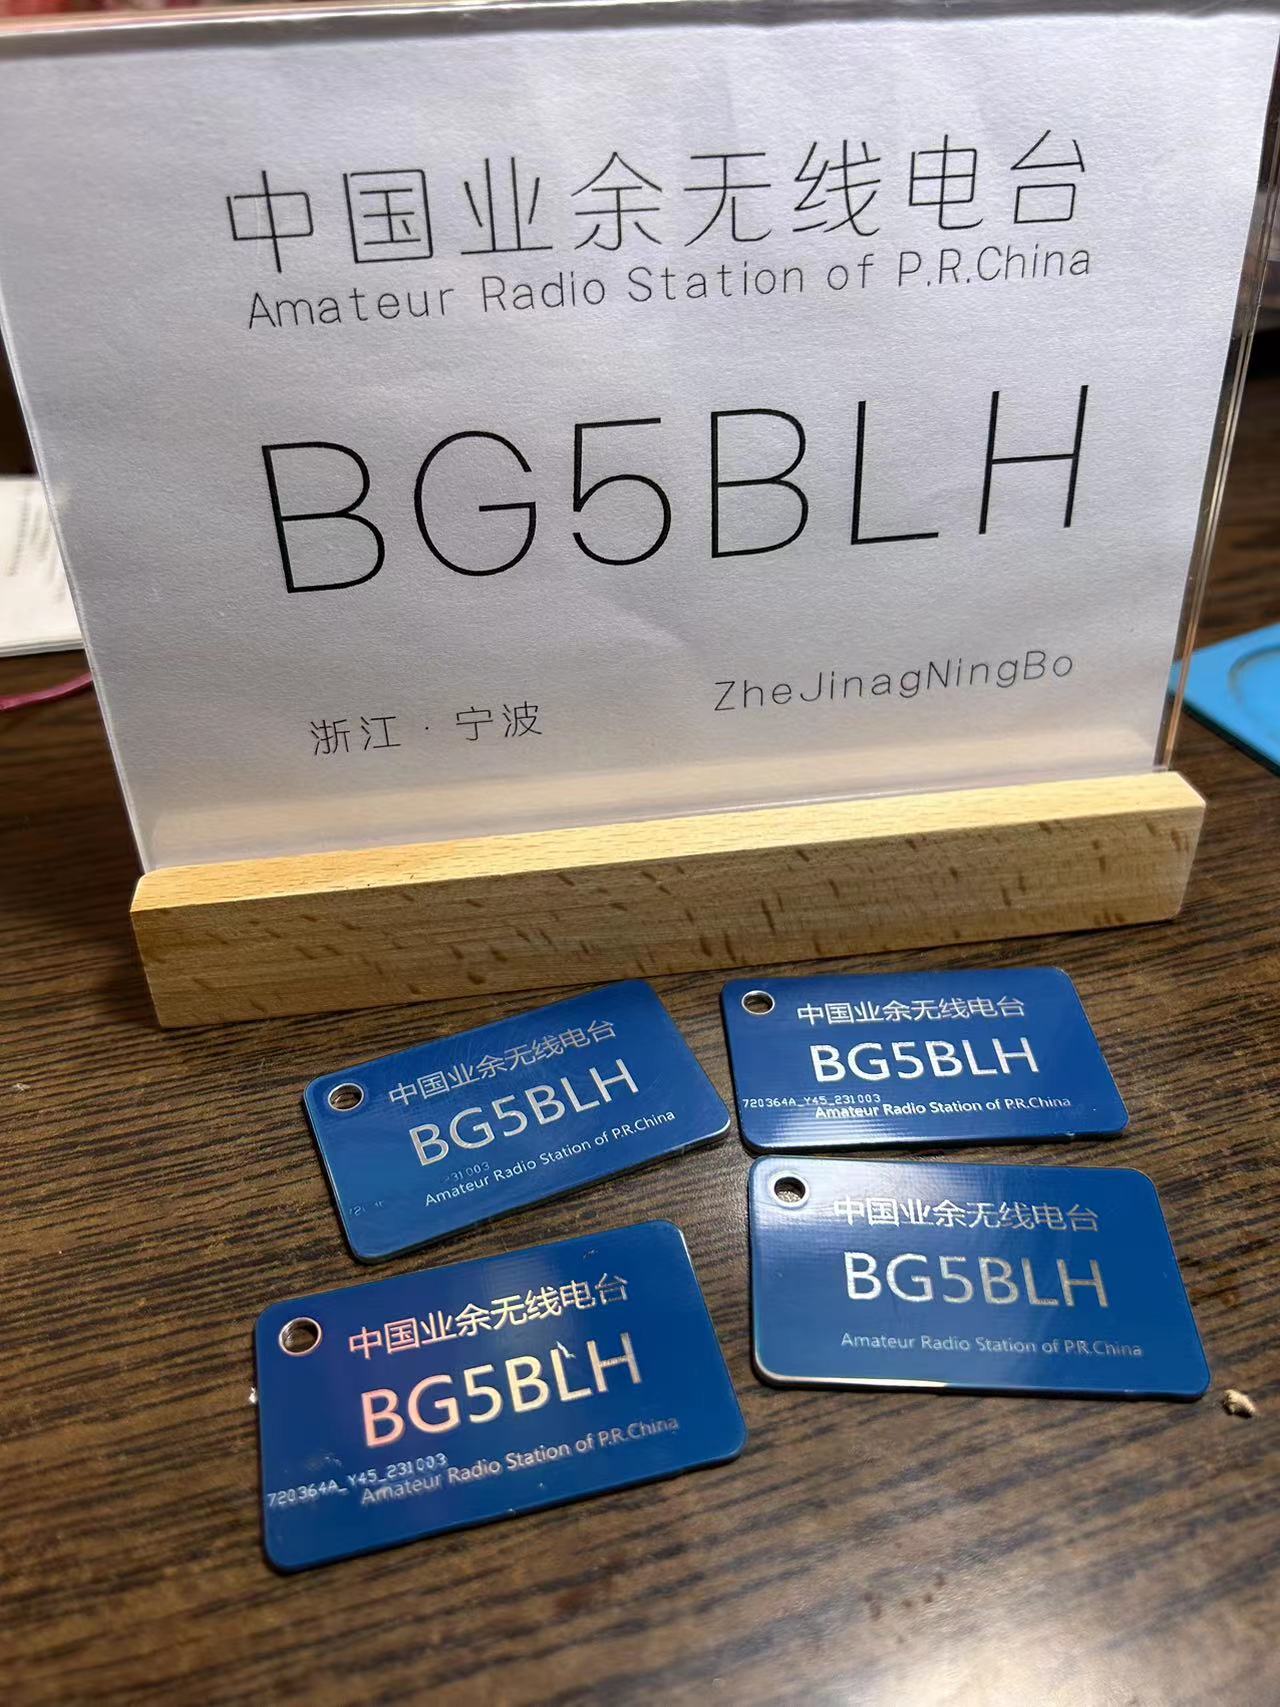 中国业余无线电台
Amateur Radio Station of P.R.China
BG5BLH
浙江·宁波
ZheJinagNingBo
中国业余无线电台
BG5BLH
231003
Amateur Radio Station of P.R.China
中国业余无线电台
BG5BLH
720364A_Y45_231003
Amateur Radio Station of P.R.China
中国业余无线电台
BG5BLH
720364A_Y45_231003
Amateur Radio Station of P.R.China
中国业余无线电台
BG5BLH
Amateur Radio Station of P.R.China